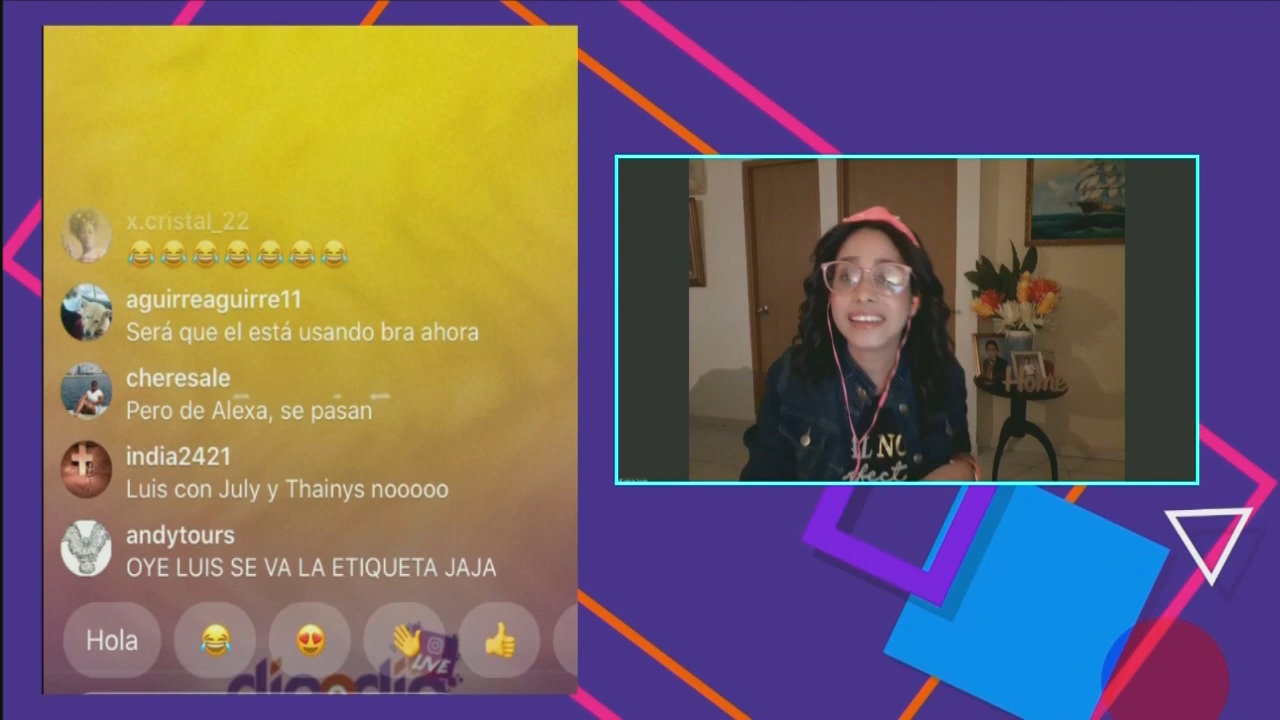 x.cristal_22
😂😂😂😂😂😂😂
aguirreaguirre11
Será que el está usando bra ahora
cheresale
Pero de Alexa, se pasan
india2421
Luis con July y Thainys nooooo
andytours
OYE LUIS SE VA LA ETIQUETA JAJA
Hola 😂 😍 👋 👍
LIVE
Home